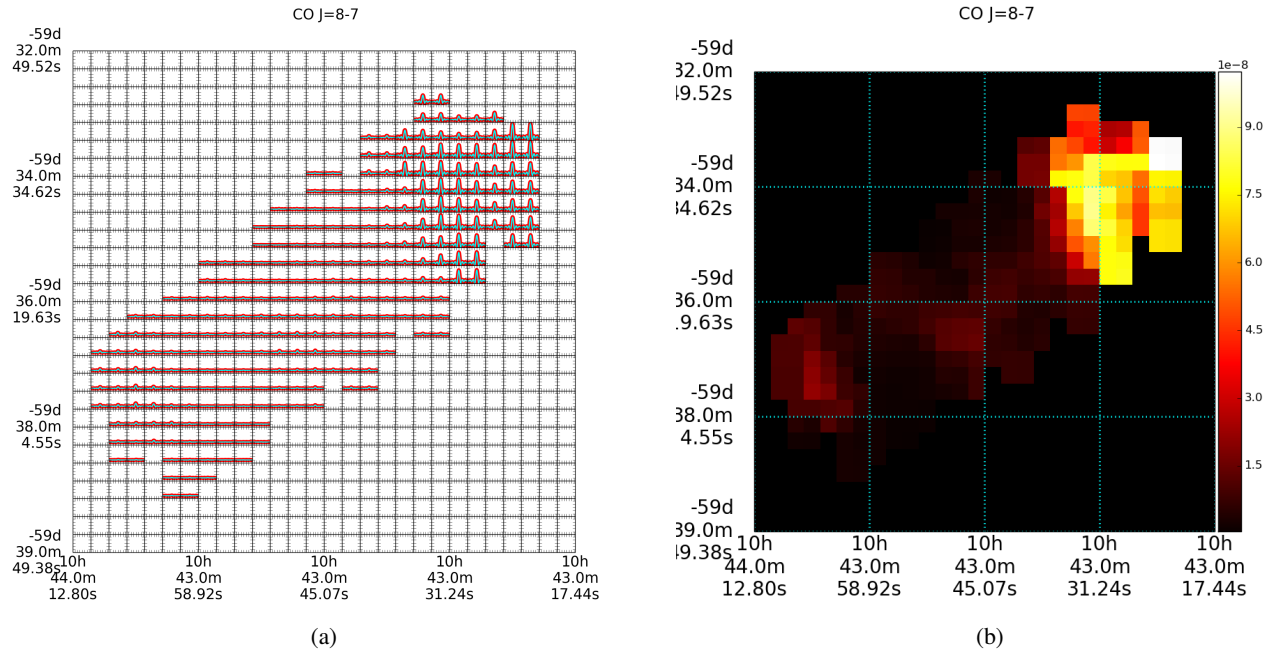 CO J=8-7
-59d
32.0m
49.52s
-59d
34.0m
34.62s
-59d
36.0m
19.63s
-59d
38.0m
4.55s
-59d
39.0m
49.38s
10h
44.0m
12.80s
10h
43.0m
58.92s
10h
43.0m
45.07s
10h
43.0m
31.24s
10h
43.0m
17.44s
(a)
CO J=8-7
-59d
32.0m
49.52s
-59d
34.0m
34.62s
-59d
36.0m
19.63s
-59d
38.0m
4.55s
-59d
39.0m
49.38s
10h
44.0m
12.80s
10h
43.0m
58.92s
10h
43.0m
45.07s
10h
43.0m
31.24s
10h
43.0m
17.44s
1e−8
9.0
7.5
6.0
4.5
3.0
1.5
(b)